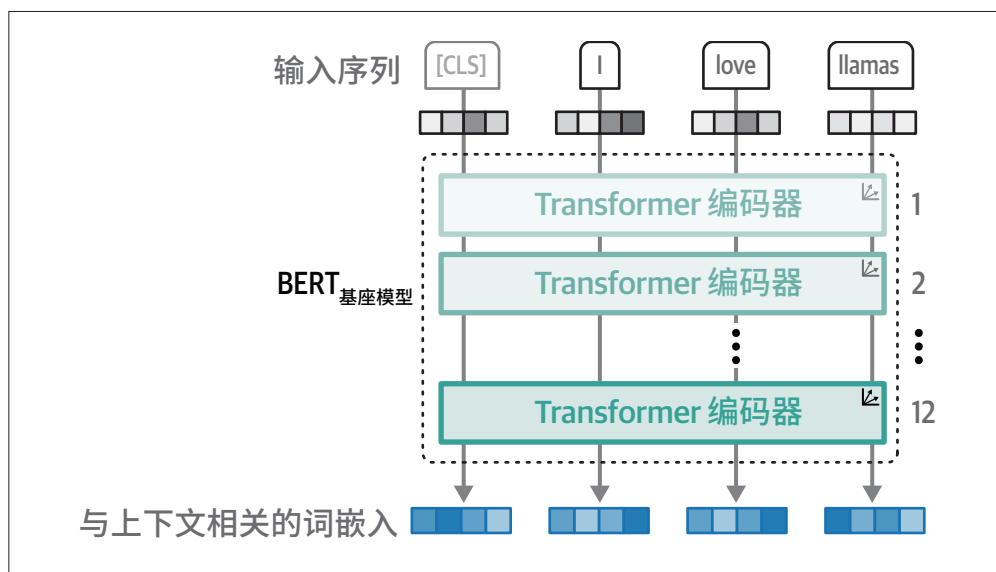 输入序列 [CLS] I love llamas
Transformer 编码器 1
BERT基座模型 Transformer 编码器 2
Transformer 编码器 12
与上下文相关的词嵌入